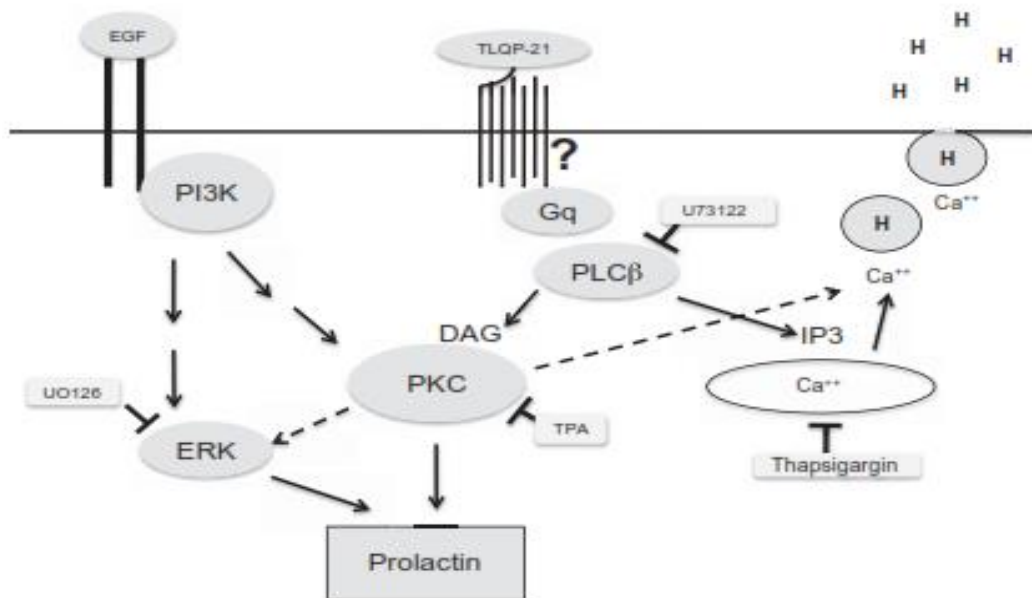 EGF
TLQP-21
H
H
H
H
H
?
H
Ca++
PI3K
Gq
U73122
H
PLCβ
Ca++
DAG
IP3
PKC
Ca++
UO126
TPA
ERK
Thapsigargin
Prolactin